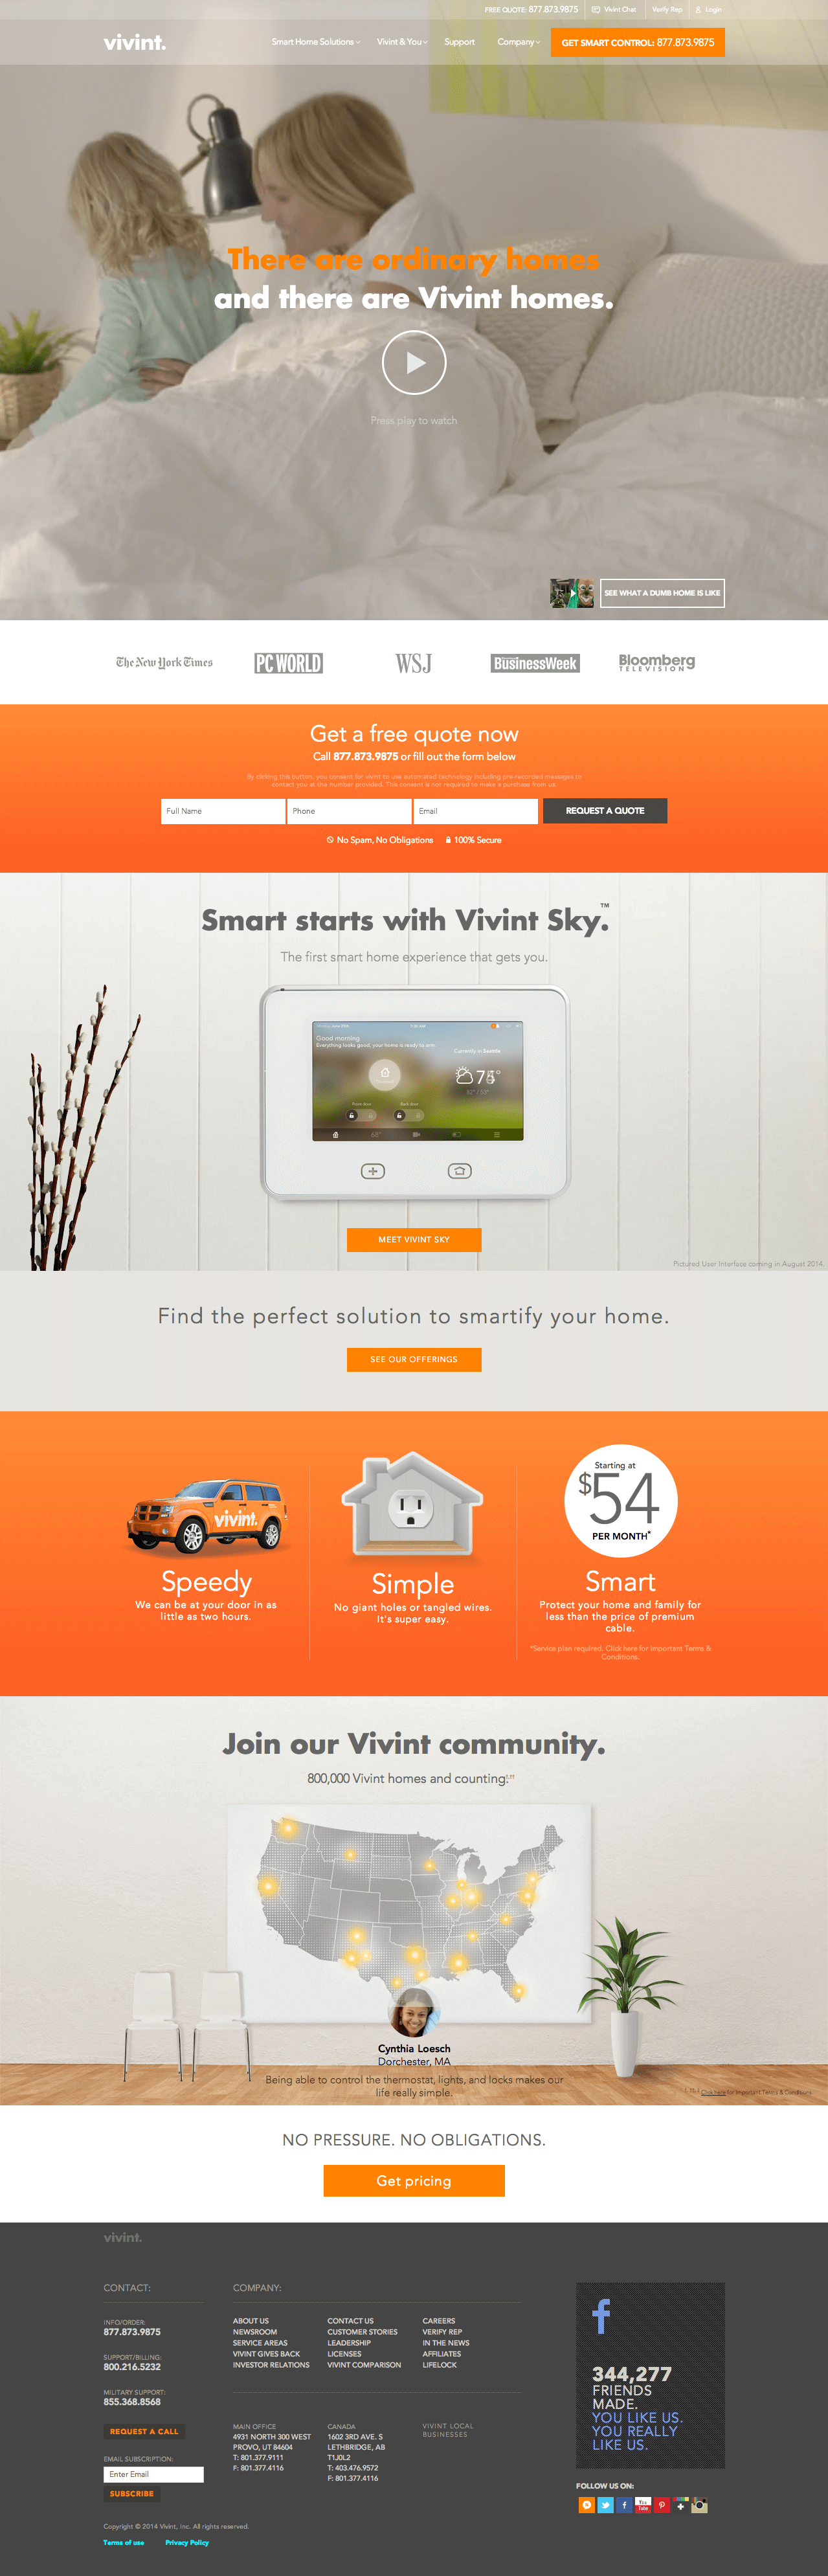 FREE QUOTE: 877.873.9875
Vivint Chat
Verify Rep
Login
vivint.
Smart Home Solutions
Vivint & You
Support
Company
GET SMART CONTROL: 877.873.9875
There are ordinary homes
and there are Vivint homes.
Press play to watch
SEE WHAT A DUMB HOME IS LIKE
The New York Times
PC WORLD
WSJ
BusinessWeek
Bloomberg
TELEVISION
Get a free quote now
Call 877.873.9875 or fill out the form below
By clicking this button, you consent for vivint to use automated technology including pre-recorded messages to
contact you at the number provided. This consent is not required to make a purchase from us.
Full Name
Phone
Email
REQUEST A QUOTE
No Spam, No Obligations
100% Secure
Smart starts with Vivint Sky.™
The first smart home experience that gets you.
Good morning
Everything looks good, your home is ready to arm.
Currently in Seattle
75°
Front door
Back door
MEET VIVINT SKY
Pictured User Interface coming in August 2014.
Find the perfect solution to smartify your home.
SEE OUR OFFERINGS
vivint.
Starting at
$54
PER MONTH*
Speedy
We can be at your door in as
little as two hours.
Simple
No giant holes or tangled wires.
It's super easy.
Smart
Protect your home and family for
less than the price of premium
cable.
*Service plan required. Click here for important Terms &
Conditions.
Join our Vivint community.
800,000 Vivint homes and counting.
Cynthia Loesch
Dorchester, MA
Being able to control the thermostat, lights, and locks makes our
life really simple.
Click here for important Terms & Conditions.
NO PRESSURE. NO OBLIGATIONS.
Get pricing
vivint.
CONTACT:
INFO/ORDER:
877.873.9875
SUPPORT/BILLING:
800.216.5232
MILITARY SUPPORT:
855.368.8568
REQUEST A CALL
EMAIL SUBSCRIPTION:
Enter Email
SUBSCRIBE
COMPANY:
ABOUT US
NEWSROOM
SERVICE AREAS
VIVINT GIVES BACK
INVESTOR RELATIONS
CONTACT US
CUSTOMER STORIES
LEADERSHIP
LICENSES
VIVINT COMPARISON
CAREERS
VERIFY REP
IN THE NEWS
AFFILIATES
LIFELOCK
MAIN OFFICE
4931 NORTH 300 WEST
PROVO, UT 84604
T: 801.377.9111
F: 801.377.4116
CANADA
1602 3RD AVE. S
LETHBRIDGE, AB
T1J0L2
T: 403.476.9572
F: 801.377.4116
VIVINT LOCAL
BUSINESSES
344,277
FRIENDS
MADE.
YOU LIKE US.
YOU REALLY
LIKE US.
FOLLOW US ON:
You
Tube
Copyright © 2014 Vivint, Inc. All rights reserved.
Terms of use
Privacy Policy